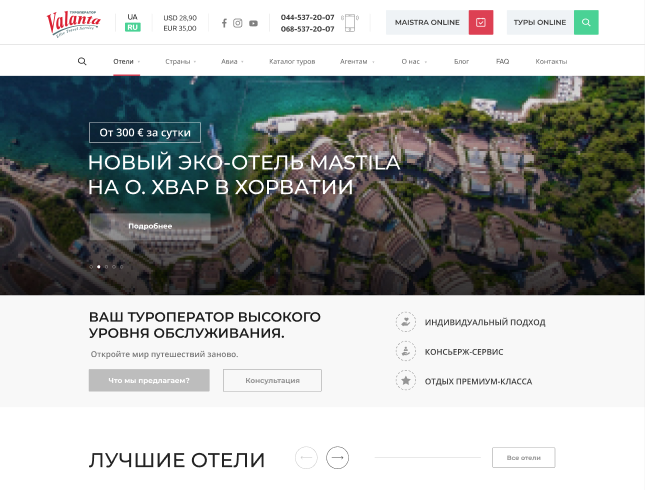 ТУРОПЕРАТОР
Valanta
Elite Travel Service
UA
RU
USD 28,90
EUR 35,00
044-537-20-07
068-537-20-07
MAISTRA ONLINE
ТУРЫ ONLINE
Отели
Страны
Авиа
Каталог туров
Агентам
О нас
Блог
FAQ
Контакты
От 300 € за сутки
НОВЫЙ ЭКО-ОТЕЛЬ MASTILA
НА О. ХВАР В ХОРВАТИИ
Подробнее
ВАШ ТУРОПЕРАТОР ВЫСОКОГО
УРОВНЯ ОБСЛУЖИВАНИЯ.
Откройте мир путешествий заново.
Что мы предлагаем?
Консультация
ИНДИВИДУАЛЬНЫЙ ПОДХОД
КОНСЬЕРЖ-СЕРВИС
ОТДЫХ ПРЕМИУМ-КЛАССА
ЛУЧШИЕ ОТЕЛИ
Все отели